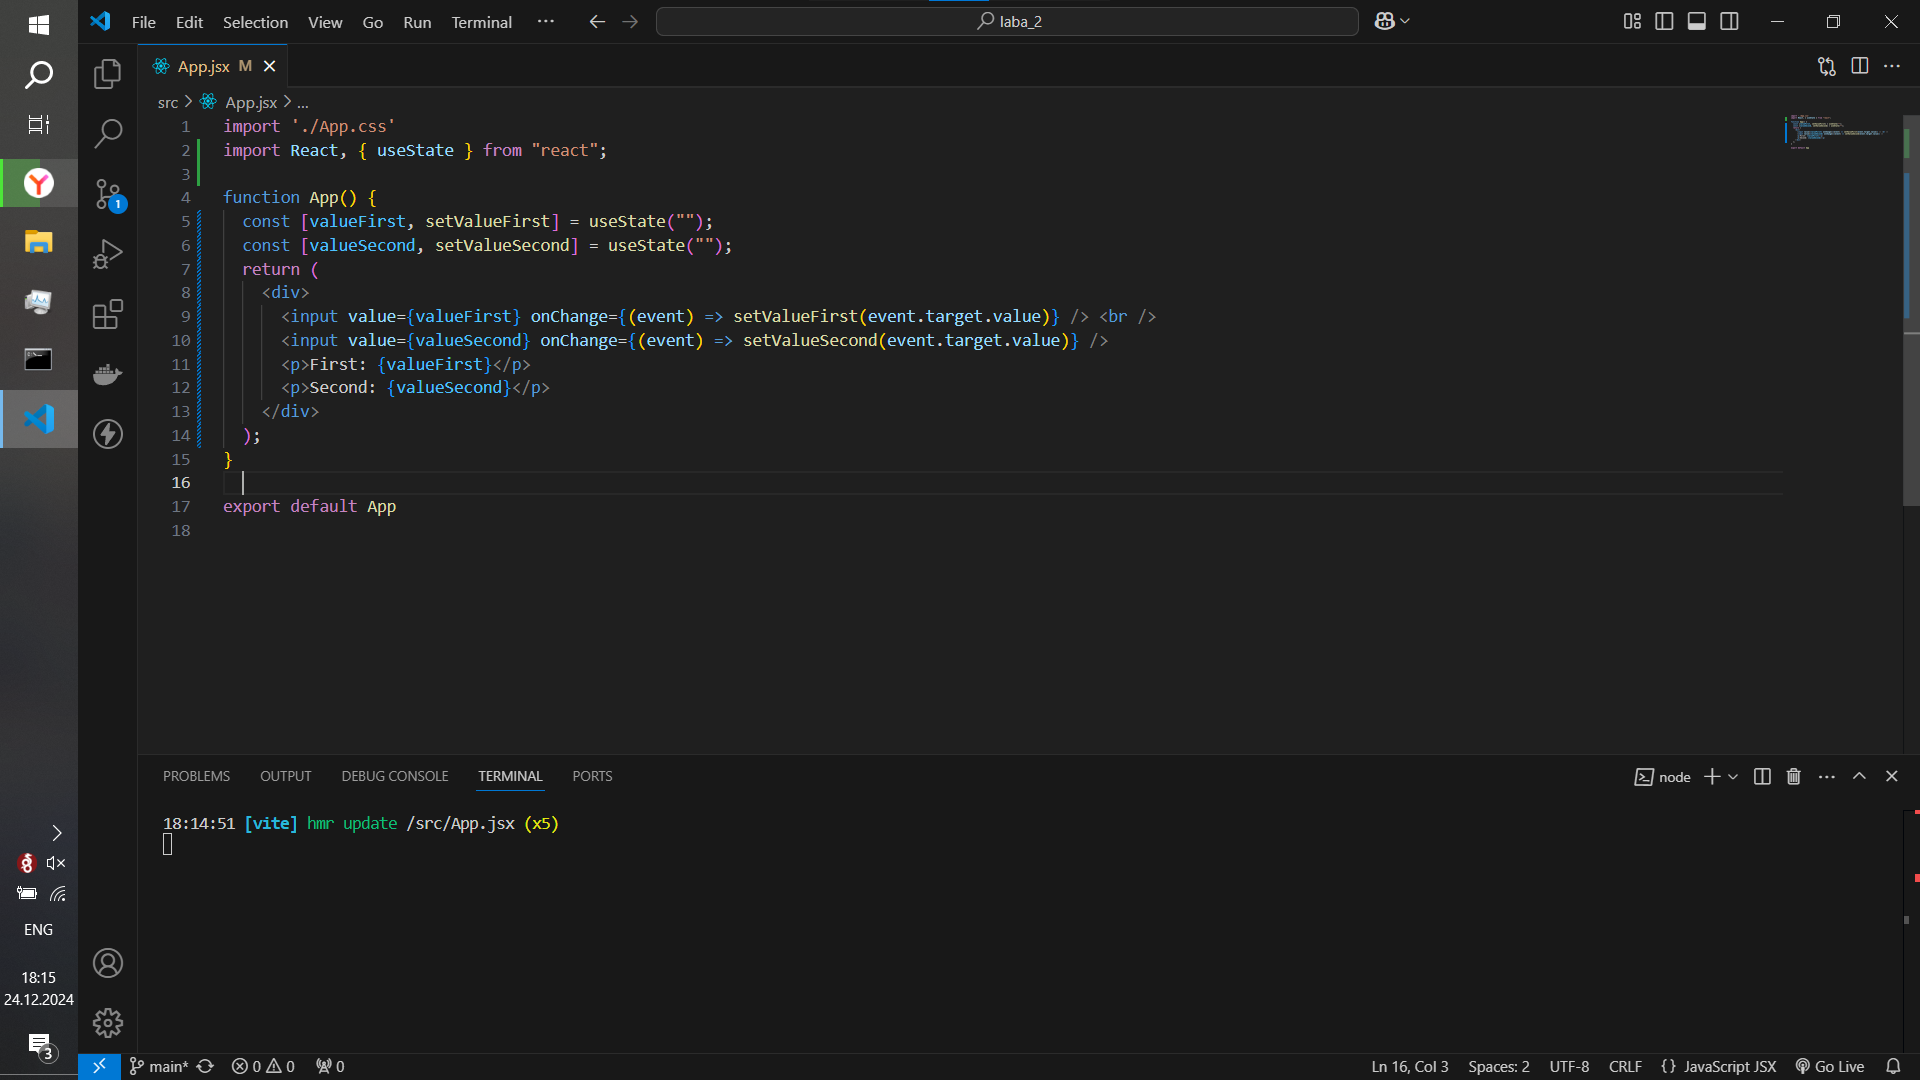 File Edit Selection View Go Run Terminal ··· laba_2
App.jsx M
src > App.jsx > ...
1 import './App.css'
2 import React, { useState } from "react";
3
4 function App() {
5 const [valueFirst, setValueFirst] = useState("");
6 const [valueSecond, setValueSecond] = useState("");
7 return (
8 <div>
9 <input value={valueFirst} onChange={(event) => setValueFirst(event.target.value)} /> <br />
10 <input value={valueSecond} onChange={(event) => setValueSecond(event.target.value)} />
11 <p>First: {valueFirst}</p>
12 <p>Second: {valueSecond}</p>
13 </div>
14 );
15 }
16
17 export default App
18
1
PROBLEMS OUTPUT DEBUG CONSOLE TERMINAL PORTS
node
18:14:51 [vite] hmr update /src/App.jsx (x5)
ENG
18:15
24.12.2024
3
main* 0 0 0
Ln 16, Col 3 Spaces: 2 UTF-8 CRLF {} JavaScript JSX Go Live